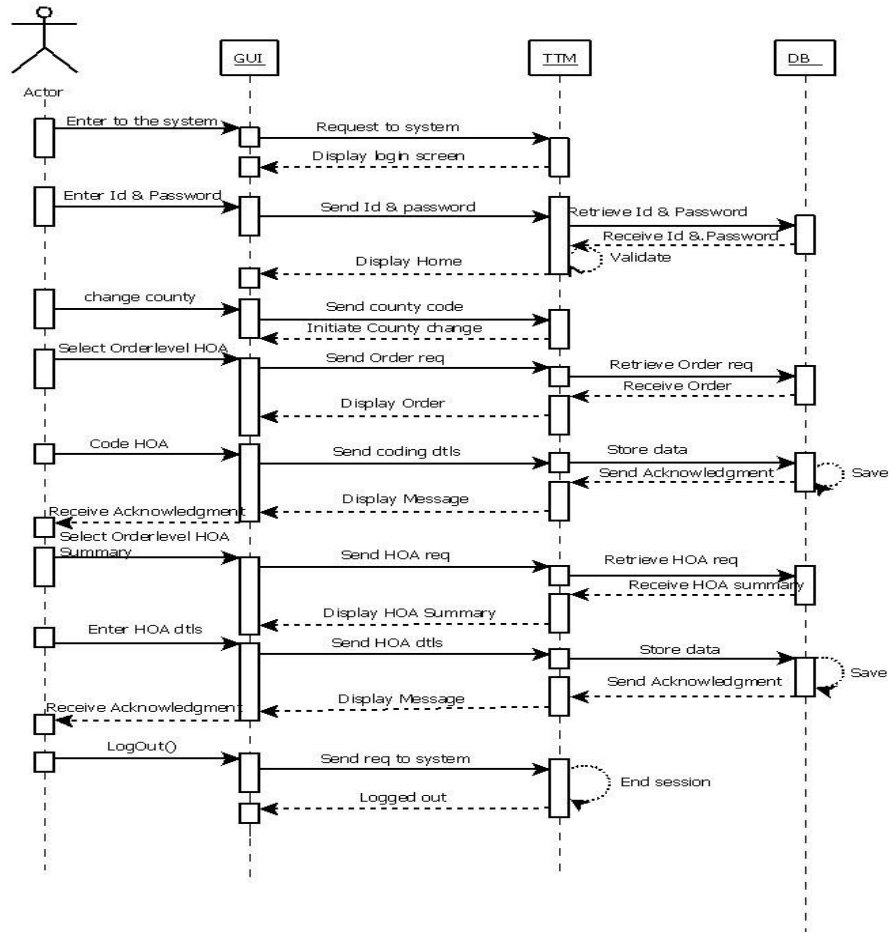 GUI
TTM
DB
Actor
Enter to the system
Request to system
Display login screen
Enter Id & Password
Send Id & password
Retrieve Id & Password
Receive Id & Password
Display Home
Validate
change county
Send county code
Initiate County change
Select Orderlevel HOA
Send Order req
Retrieve Order req
Receive Order
Display Order
Code HOA
Send coding dtls
Store data
Send Acknowledgment
Save
Display Message
Receive Acknowledgment
Select Orderlevel HOA
Summary
Send HOA req
Retrieve HOA req
Receive HOA summary
Display HOA Summary
Enter HOA dtls
Send HOA dtls
Store data
Save
Send Acknowledgment
Display Message
Receive Acknowledgment
LogOut()
Send req to system
End session
Logged out